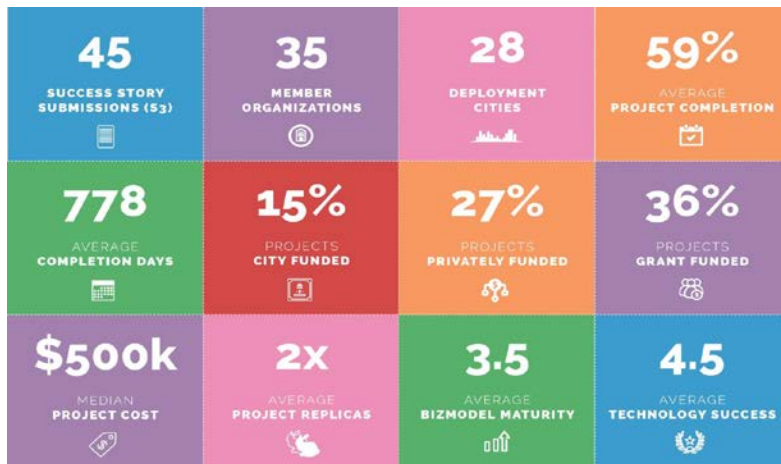 45
SUCCESS STORY
SUBMISSIONS (S3)
35
MEMBER
ORGANIZATIONS
28
DEPLOYMENT
CITIES
59%
AVERAGE
PROJECT COMPLETION
778
AVERAGE
COMPLETION DAYS
15%
PROJECTS
CITY FUNDED
27%
PROJECTS
PRIVATELY FUNDED
36%
PROJECTS
GRANT FUNDED
$500k
MEDIAN
PROJECT COST
2x
AVERAGE
PROJECT REPLICAS
3.5
AVERAGE
BIZMODEL MATURITY
4.5
AVERAGE
TECHNOLOGY SUCCESS